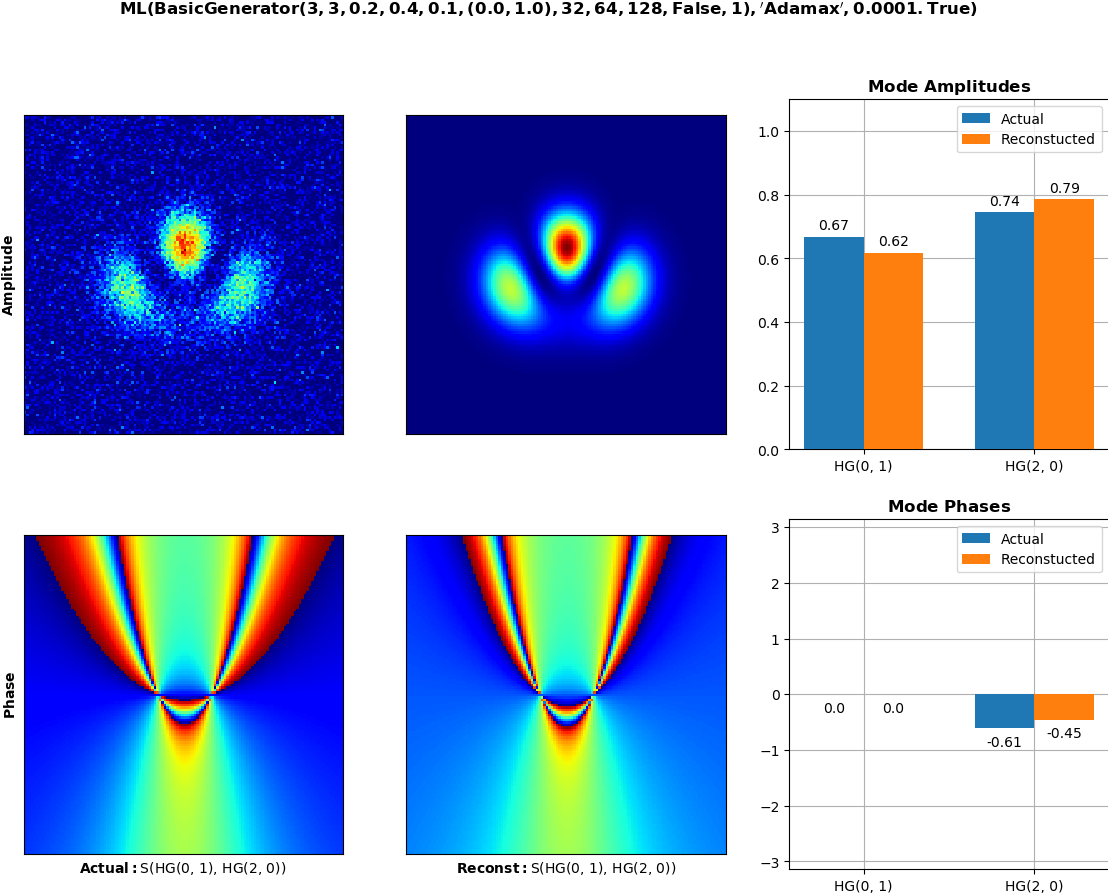 ML(BasicGenerator(3, 3, 0.2, 0.4, 0.1, (0.0, 1.0), 32, 64, 128, False, 1), 'Adamax', 0.0001. True)
Amplitude
Mode Amplitudes
Actual
Reconstucted
1.0
0.8
0.6
0.4
0.2
0.0
0.67
0.62
0.74
0.79
HG(0, 1)
HG(2, 0)
Phase
Actual: S(HG(0, 1), HG(2, 0))
Reconst: S(HG(0, 1), HG(2, 0))
Mode Phases
Actual
Reconstucted
3
2
1
0
−1
−2
−3
0.0
0.0
-0.61
-0.45
HG(0, 1)
HG(2, 0)